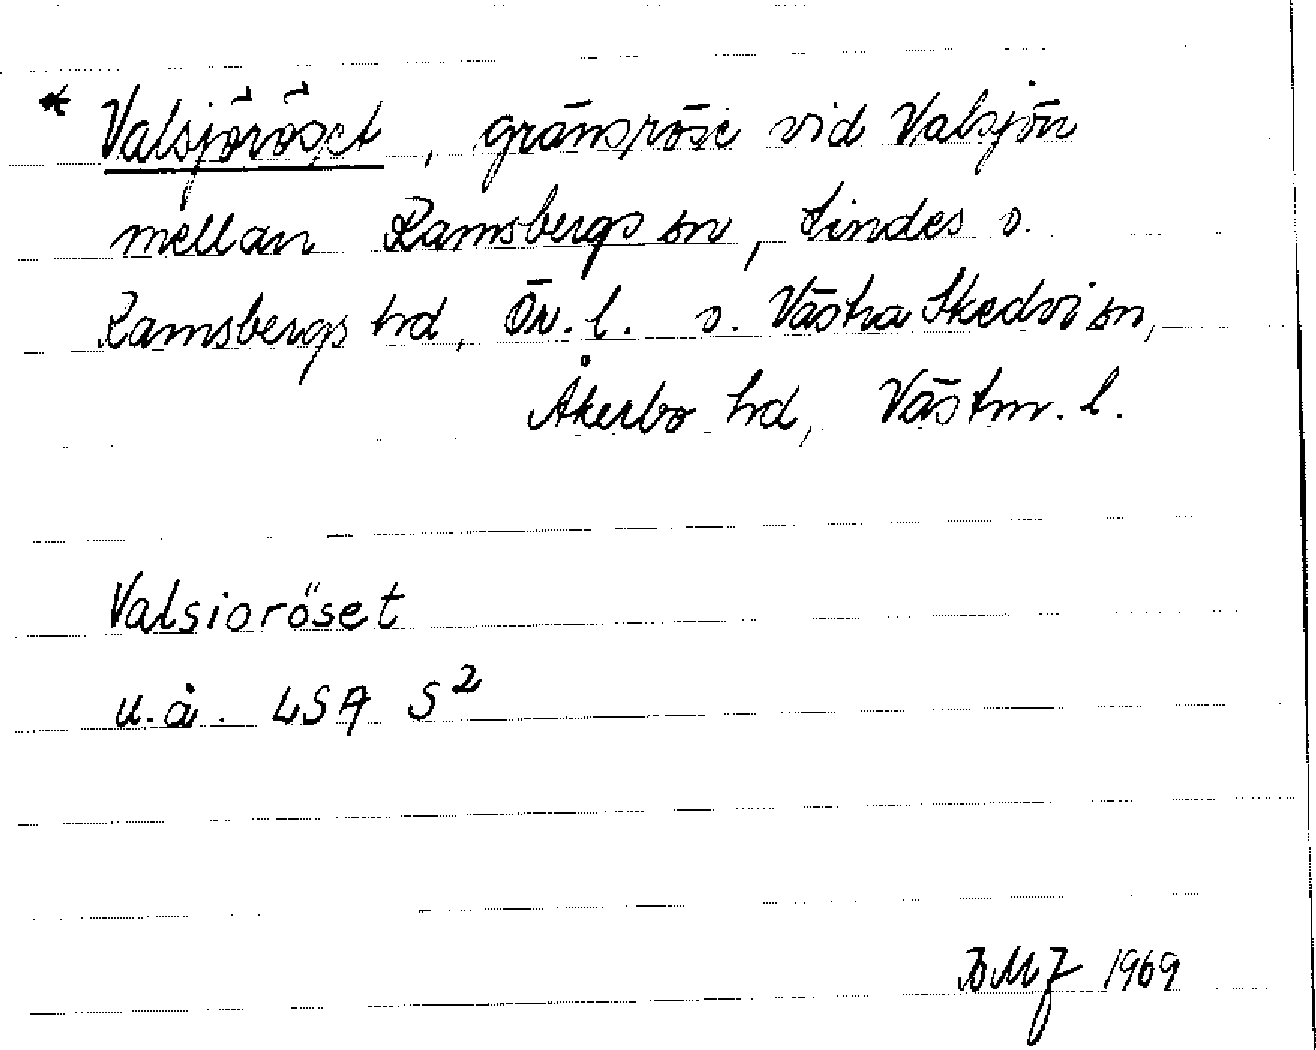 * Valsjöröset, gränsröse vid Valsjön
mellan Ramsbergs sn, Lindes o.
Ramsbergs hd, Ör. l. o. Västra Skedvi sn,
Åkerbo hd, Västm. l.
Valsioröset
u.å. LSA S²
BMJ 1969